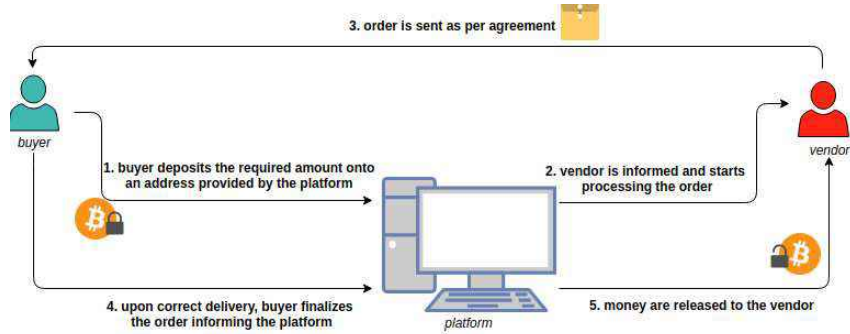 3. order is sent as per agreement
buyer
vendor
1. buyer deposits the required amount onto
an address provided by the platform
2. vendor is informed and starts
processing the order
4. upon correct delivery, buyer finalizes
the order informing the platform
platform
5. money are released to the vendor